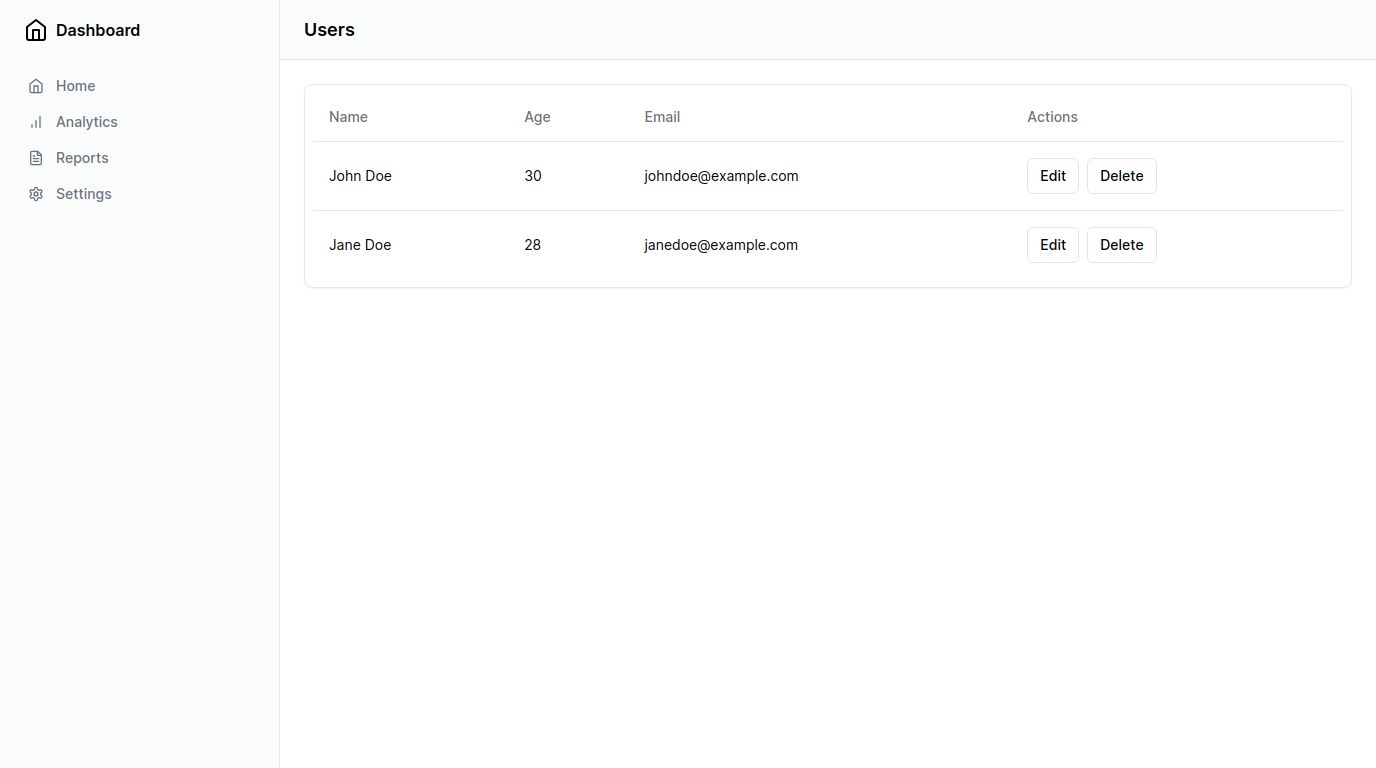 Dashboard
Home
Analytics
Reports
Settings
Users
Name Age Email Actions
John Doe 30 johndoe@example.com Edit Delete
Jane Doe 28 janedoe@example.com Edit Delete